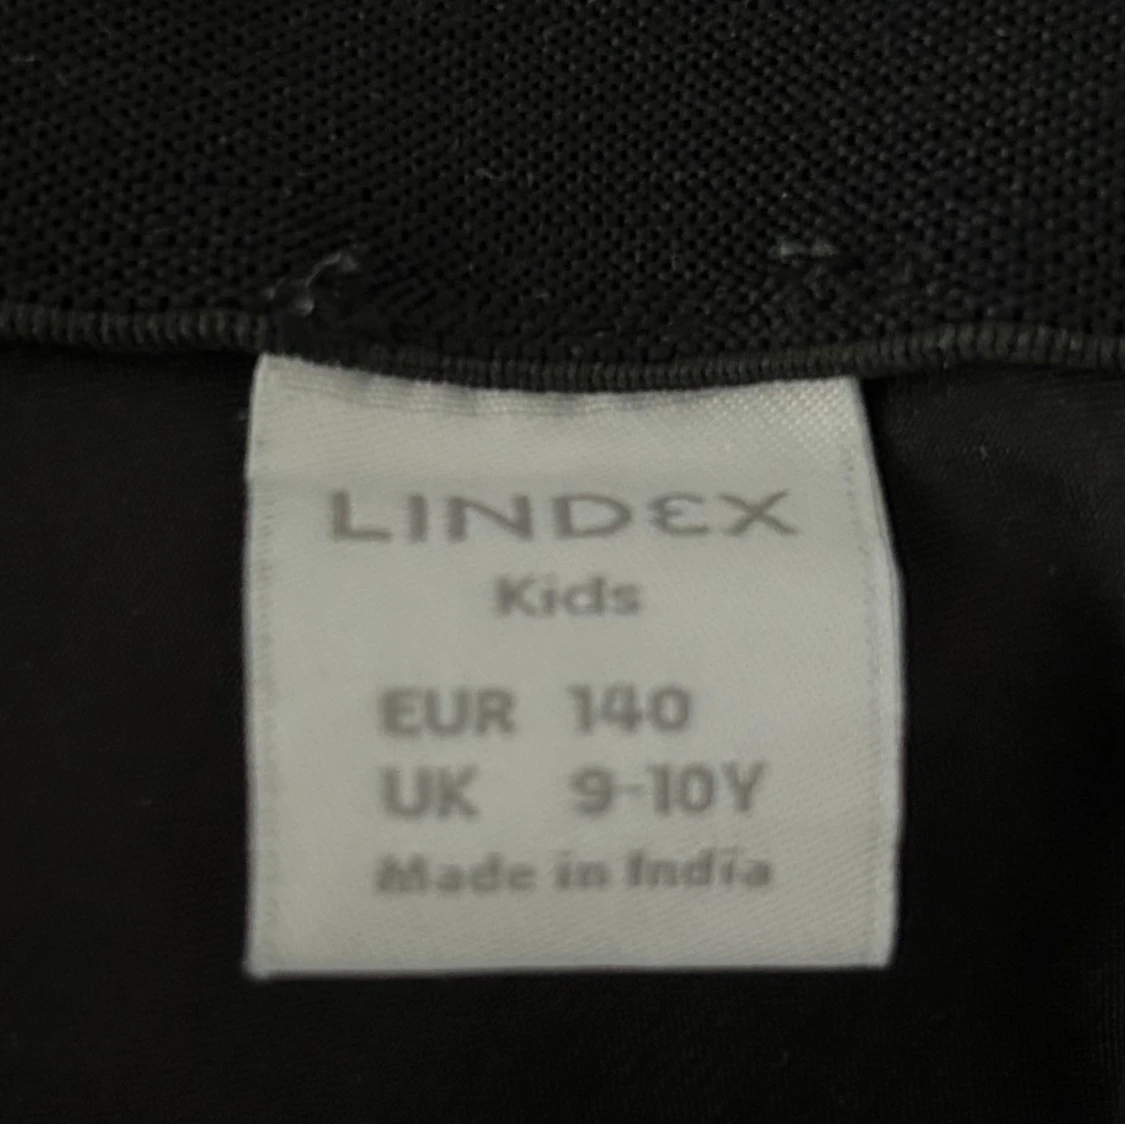 LINDEX
Kids
EUR 140
UK 9-10Y
Made in India